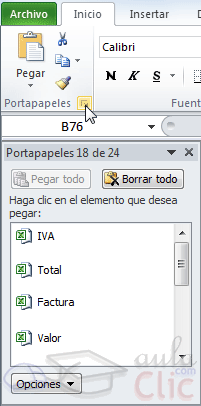 Archivo Inicio Insertar
Pegar
Calibri
N K S
Portapapeles Fuent
B76
Portapapeles 18 de 24
Pegar todo Borrar todo
Haga clic en el elemento que desea
pegar:
IVA
Total
Factura
Valor
Opciones
aula
Clic